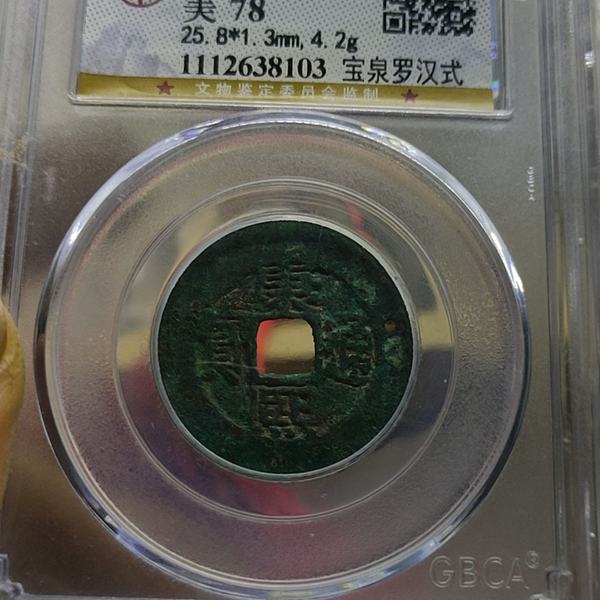 美 78
25.8*1.3mm, 4.2g
1112638103 宝泉罗汉式
文物鉴定委员会监制
康
寳 通
熙
GBCA